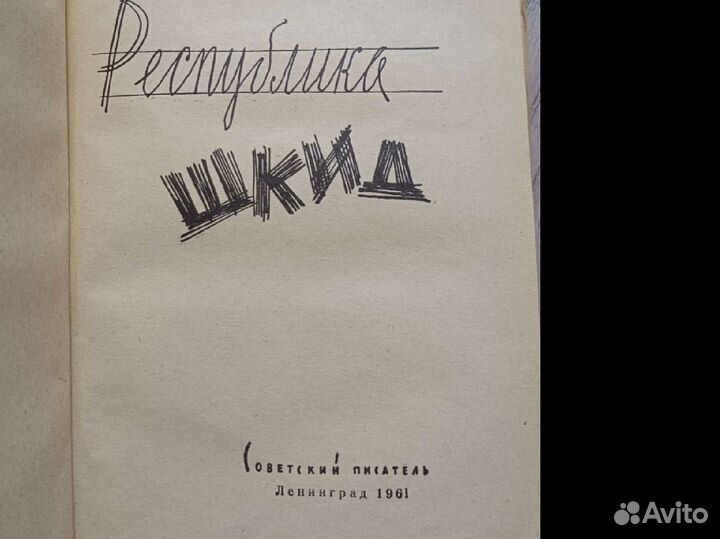 Республика
ШКИД
Советский писатель
Ленинград 1961
Avito